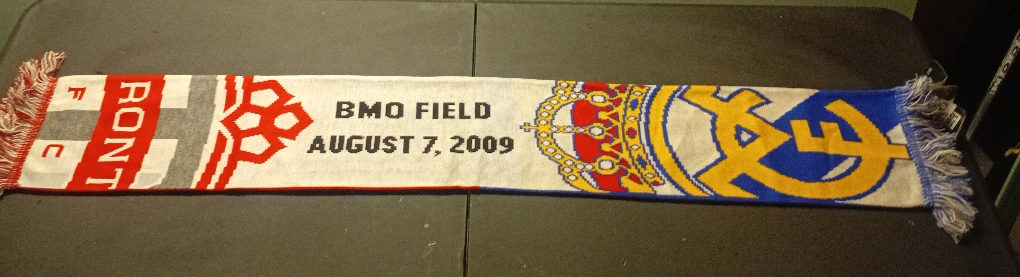 BMO FIELD
AUGUST 7, 2009
RONT
F C